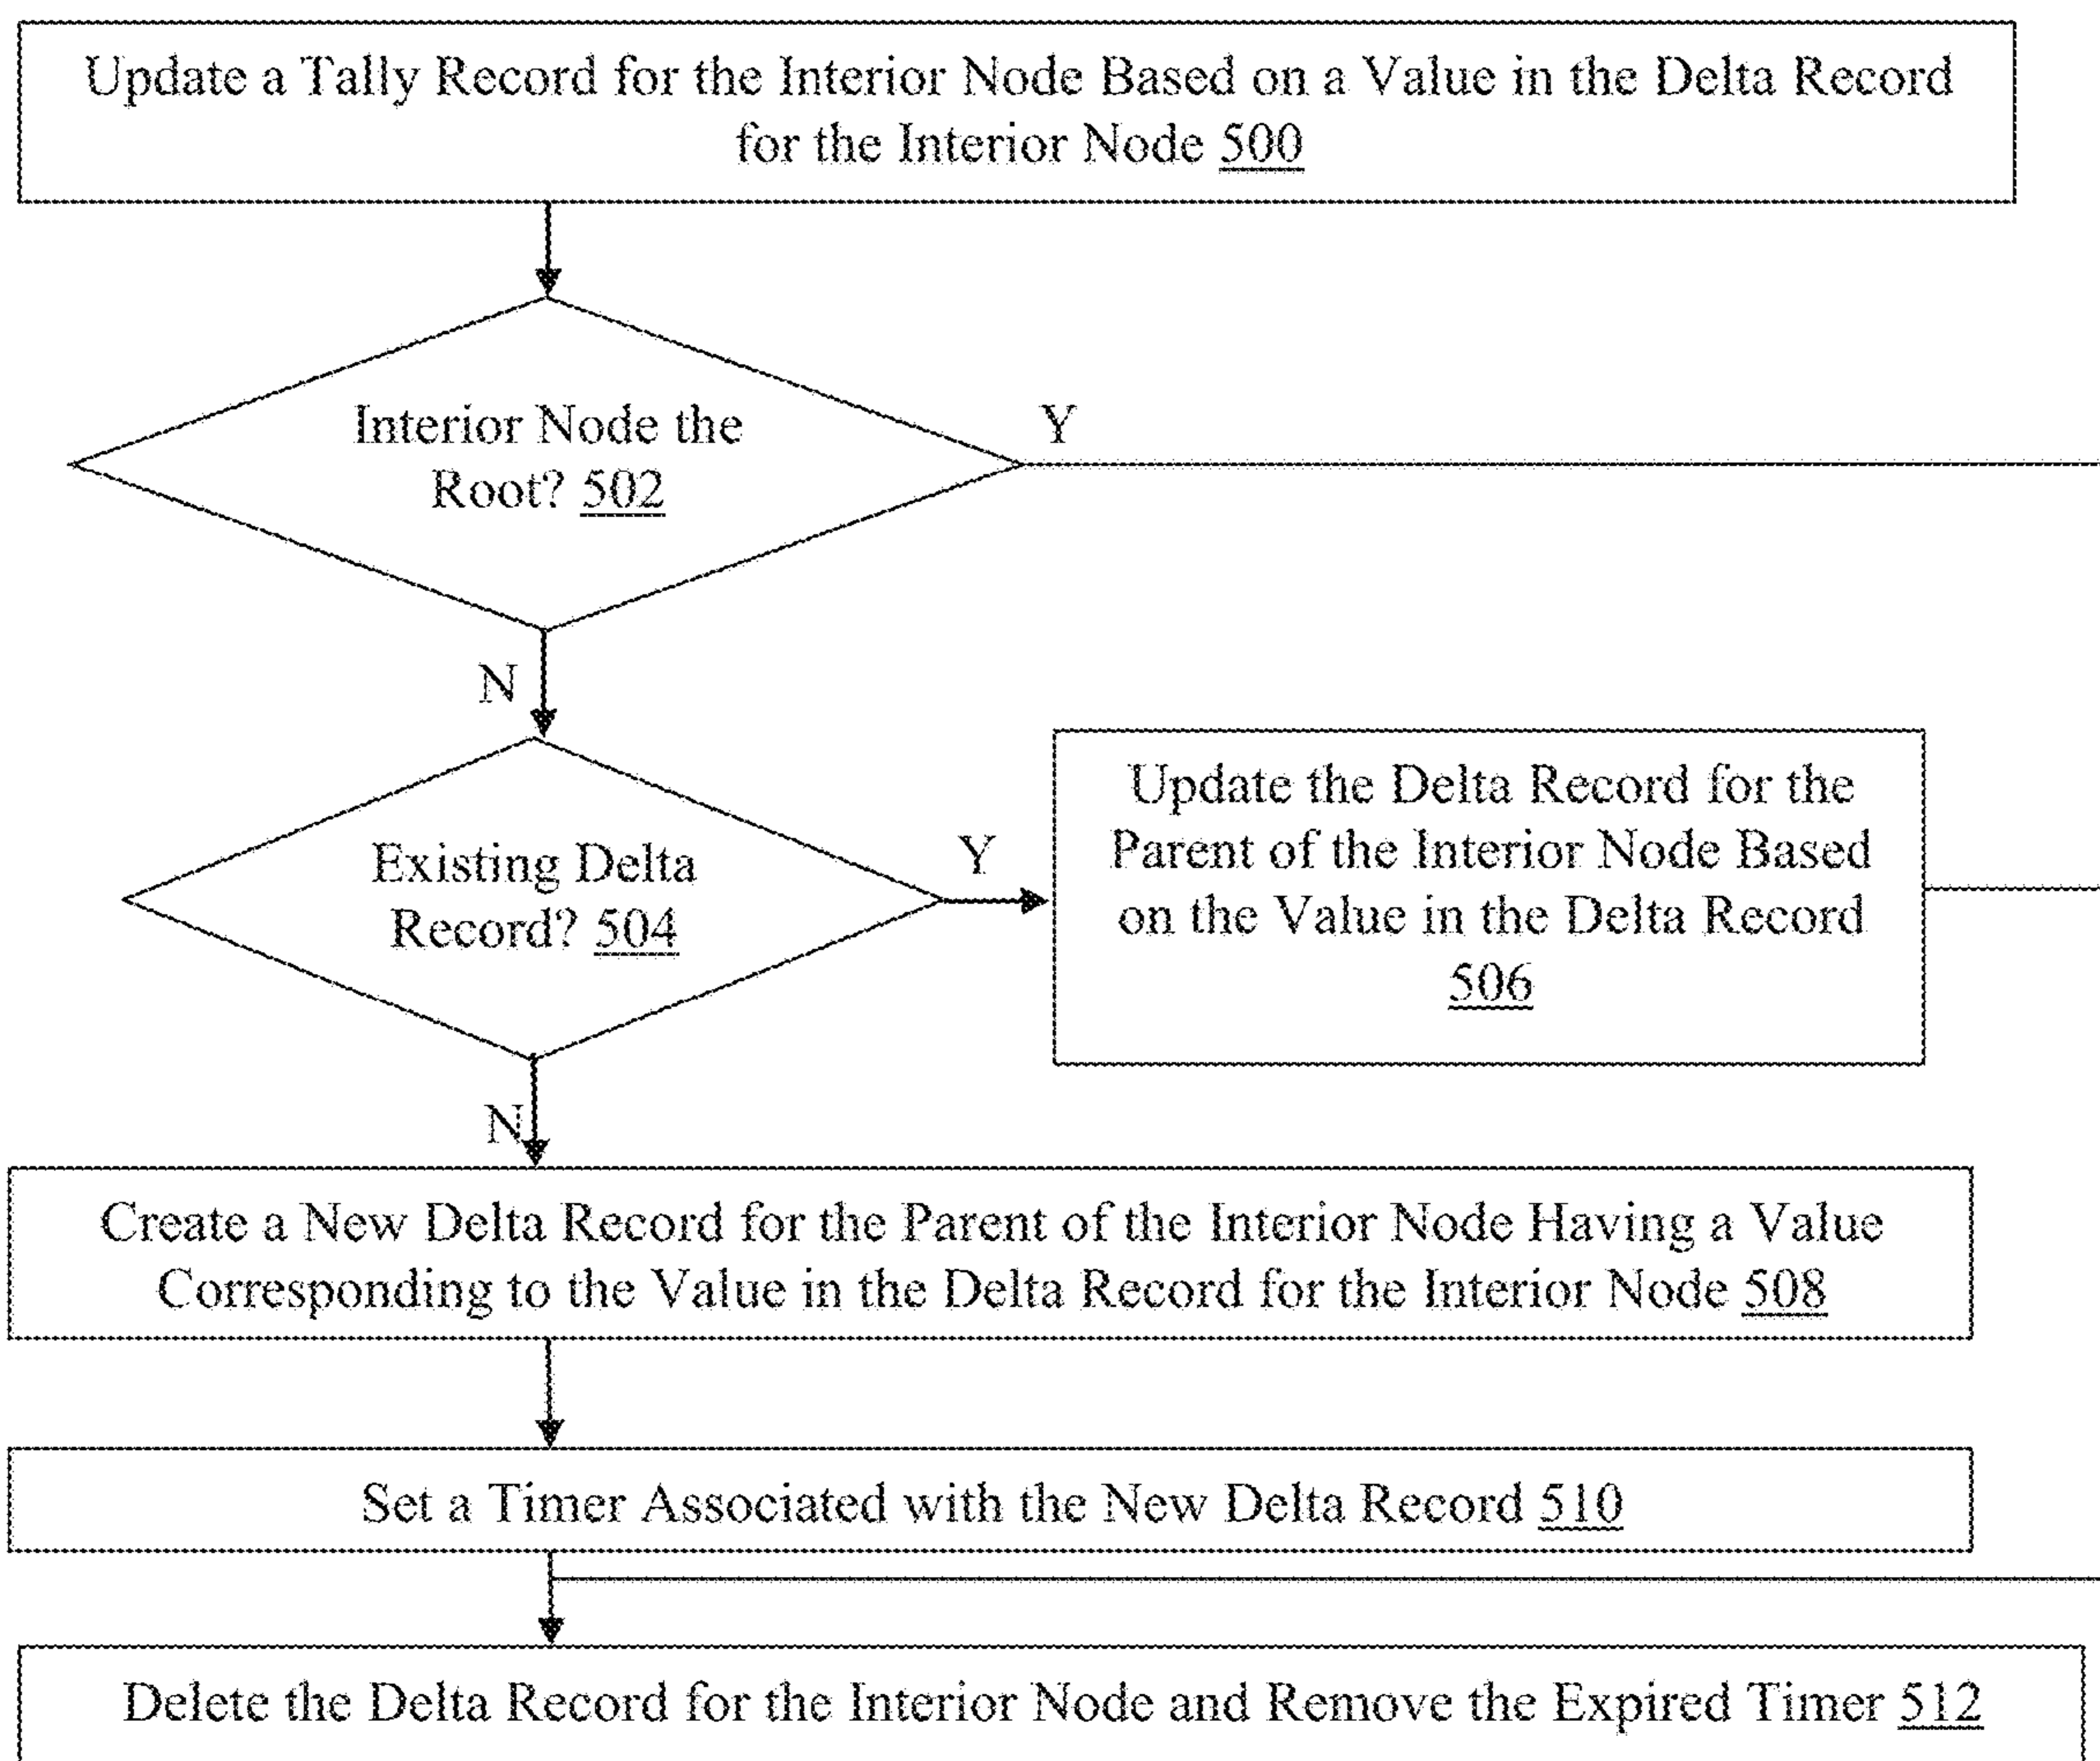 Update a Tally Record for the Interior Node Based on a Value in the Delta Record
for the Interior Node 500
Interior Node the
Root? 502
Y
N
Existing Delta
Record? 504
Y
Update the Delta Record for the
Parent of the Interior Node Based
on the Value in the Delta Record
506
N
Create a New Delta Record for the Parent of the Interior Node Having a Value
Corresponding to the Value in the Delta Record for the Interior Node 508
Set a Timer Associated with the New Delta Record 510
Delete the Delta Record for the Interior Node and Remove the Expired Timer 512